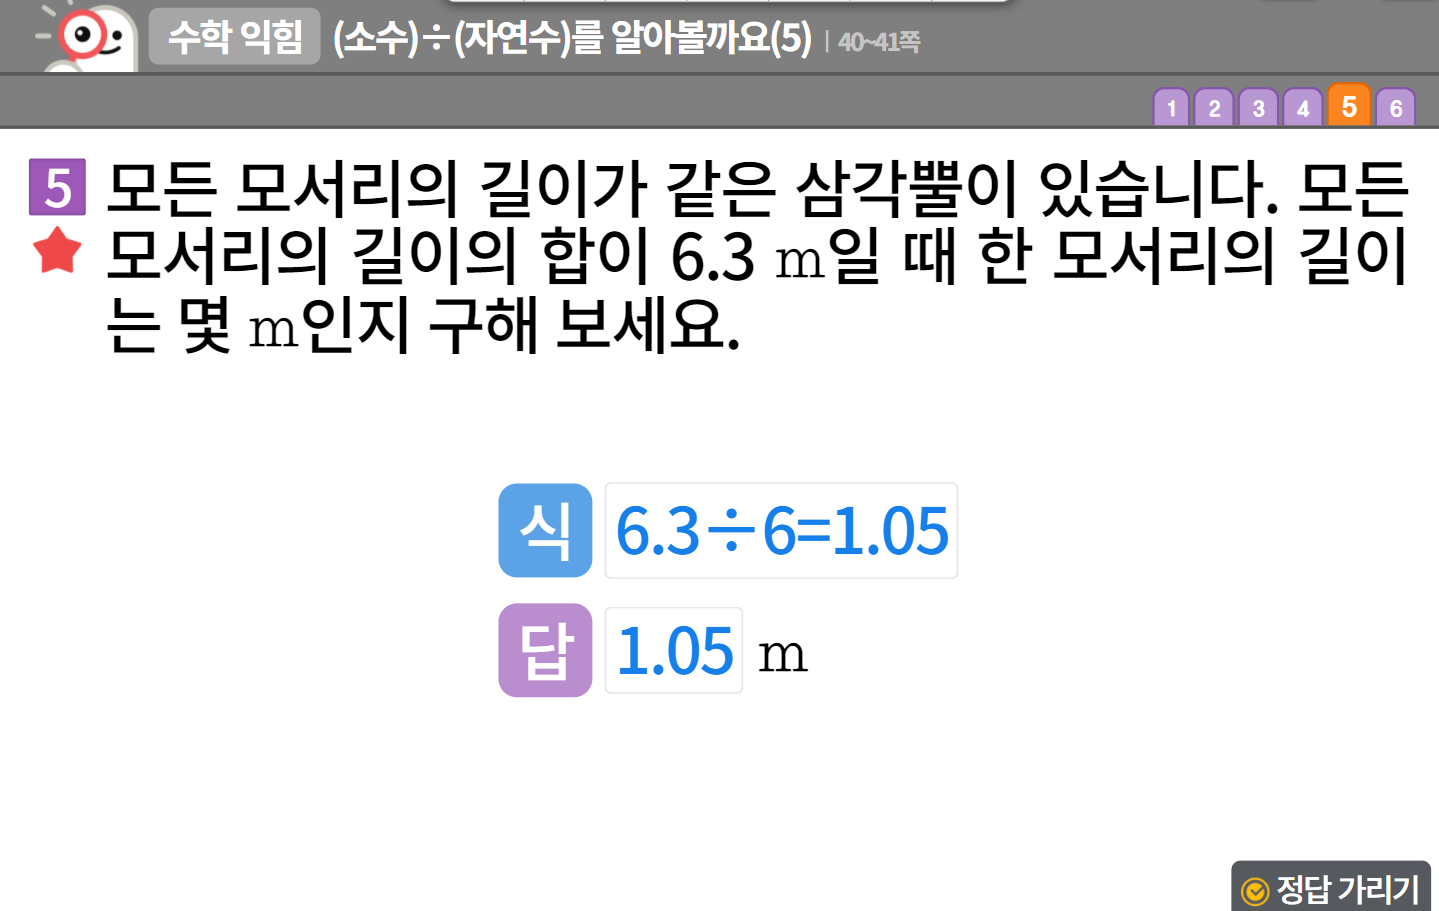 수학 익힘 (소수)÷(자연수)를 알아볼까요(5) | 40~41쪽
1 2 3 4 5 6
5 모든 모서리의 길이가 같은 삼각뿔이 있습니다. 모든
모서리의 길이의 합이 6.3 m일 때 한 모서리의 길이
는 몇 m인지 구해 보세요.
식 6.3÷6=1.05
답 1.05 m
정답 가리기